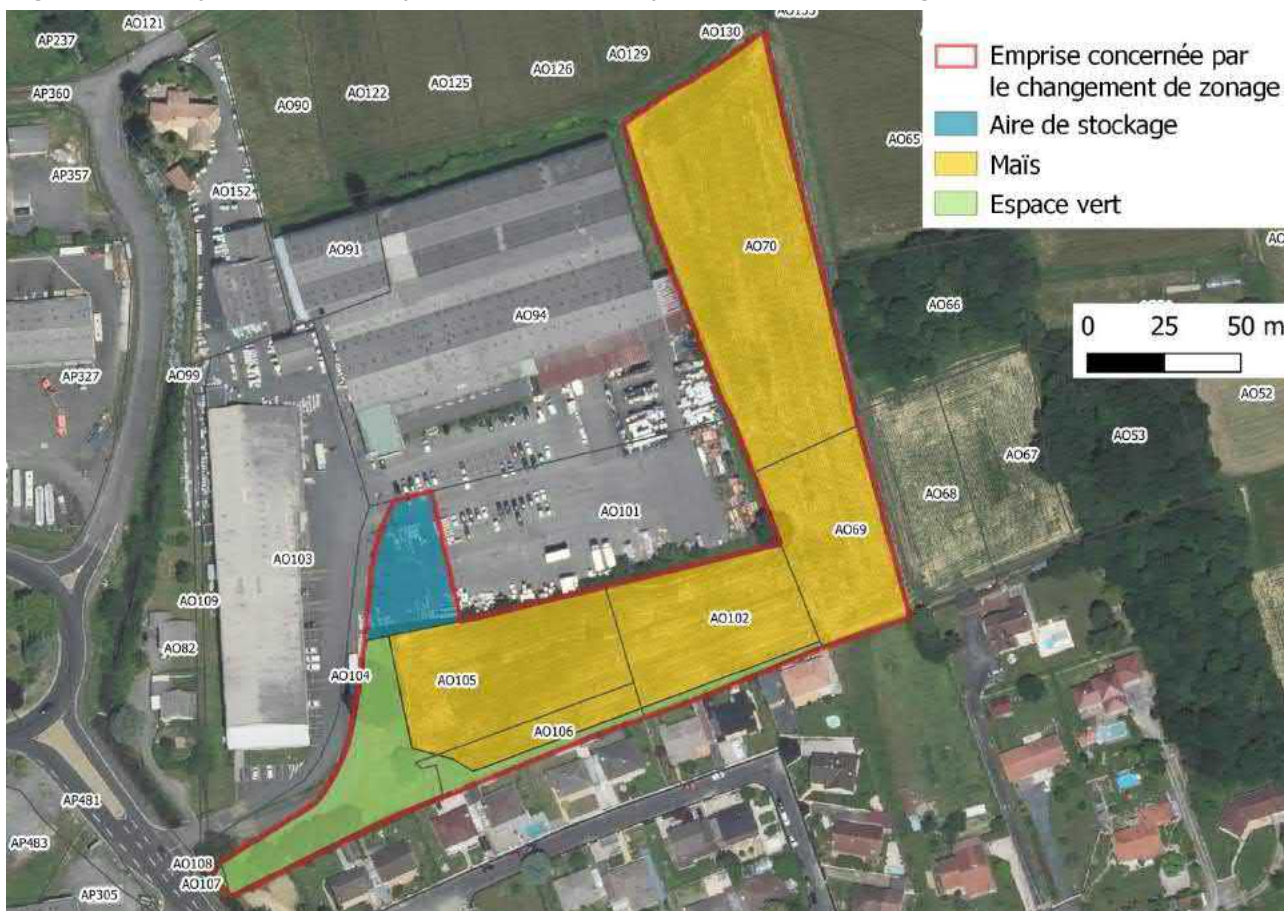 AO121
AP237
AO130
AO129
AO126
AO125
AO122
AO90
AP360
AP357
AO152
AO65
AO91
AO70
AO94
AO66
AO99
AP327
AO52
AO53
AO67
AO68
AO101
AO69
AO103
AO109
AO82
AO102
AO104
AO105
AO106
AP481
AP483
AO108
AO107
AP305
Emprise concernée par
le changement de zonage
Aire de stockage
Maïs
Espace vert
0 25 50 m